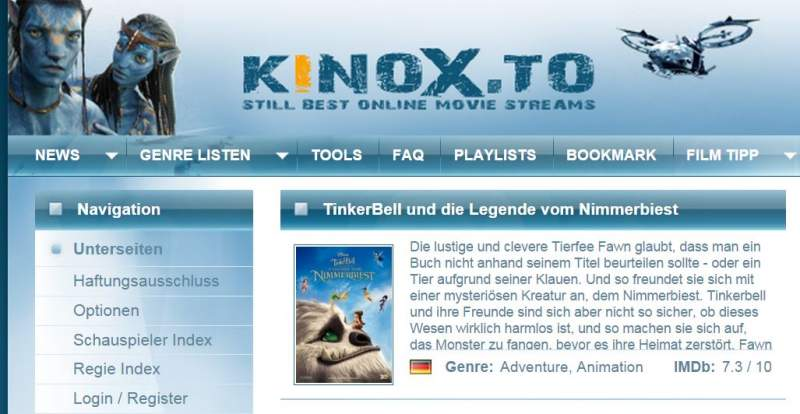 KINOX.TO
STILL BEST ONLINE MOVIE STREAMS
NEWS GENRE LISTEN TOOLS FAQ PLAYLISTS BOOKMARK FILM TIPP
Navigation
Unterseiten
Haftungsausschluss
Optionen
Schauspieler Index
Regie Index
Login / Register
TinkerBell und die Legende vom Nimmerbiest
TinkerBell
NIMMERBIEST
Die lustige und clevere Tierfee Fawn glaubt, dass man ein
Buch nicht anhand seinem Titel beurteilen sollte - oder ein
Tier aufgrund seiner Klauen. Und so freundet sie sich mit
einer mysteriösen Kreatur an, dem Nimmerbiest. Tinkerbell
und ihre Freunde sind sich aber nicht so sicher, ob dieses
Wesen wirklich harmlos ist, und so machen sie sich auf,
das Monster zu fangen, bevor es ihre Heimat zerstört. Fawn
Genre: Adventure, Animation IMDb: 7.3 / 10